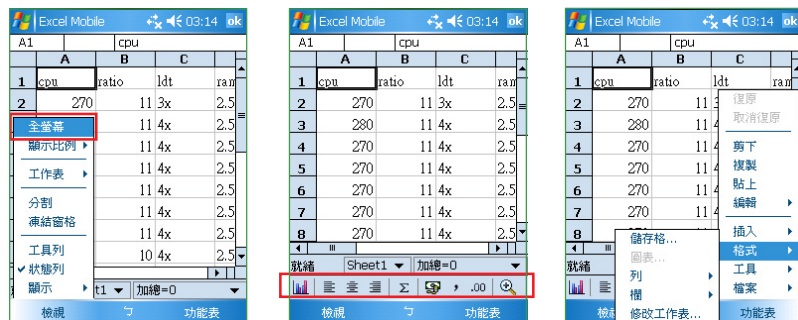 Excel Mobile 03:14 ok
A1 cpu
A B C
1 cpu ratio ldt ram
2 270 11 3x 2.5
全螢幕 11 4x 2.5
顯示比例 11 4x 2.5
工作表 11 4x 2.5
11 4x 2.5
分割 11 4x 2.5
凍結窗格 11 4x 2.5
工具列 10 4x 2.5
狀態列
顯示 t1 加總=0
檢視 功能表
Excel Mobile 03:14 ok
A1 cpu
A B C
1 cpu ratio ldt ram
2 270 11 3x 2.5
3 280 11 4x 2.5
4 270 11 4x 2.5
5 270 11 4x 2.5
6 270 11 4x 2.5
7 270 11 4x 2.5
8 270 11 4x 2.5
就緒 Sheet1 加總=0
Σ , .00
檢視 功能表
Excel Mobile 03:14 ok
A1 cpu
A B C
1 cpu ratio ldt ram
2 270 11 3 復原
3 280 11 4 取消復原
4 270 11 4 剪下
5 270 11 4 複製
6 270 11 4 貼上
7 270 11 4 編輯
8 插入
儲存格... 格式
就緒 圖表... 工具
列 檔案
欄
檢視 修改工作表... 功能表